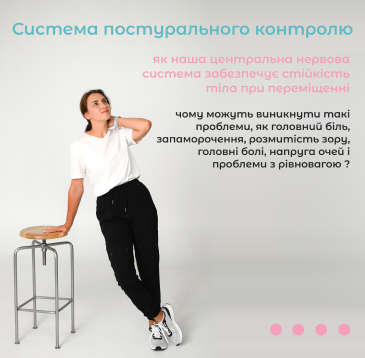 Система постурального контролю
як наша центральна нервова
система забезпечує стійкість
тіла при переміщенні
чому можуть виникнути такі
проблеми, як головний біль,
запаморочення, розмитість зору,
головні болі, напруга очей і
проблеми з рівновагою ?